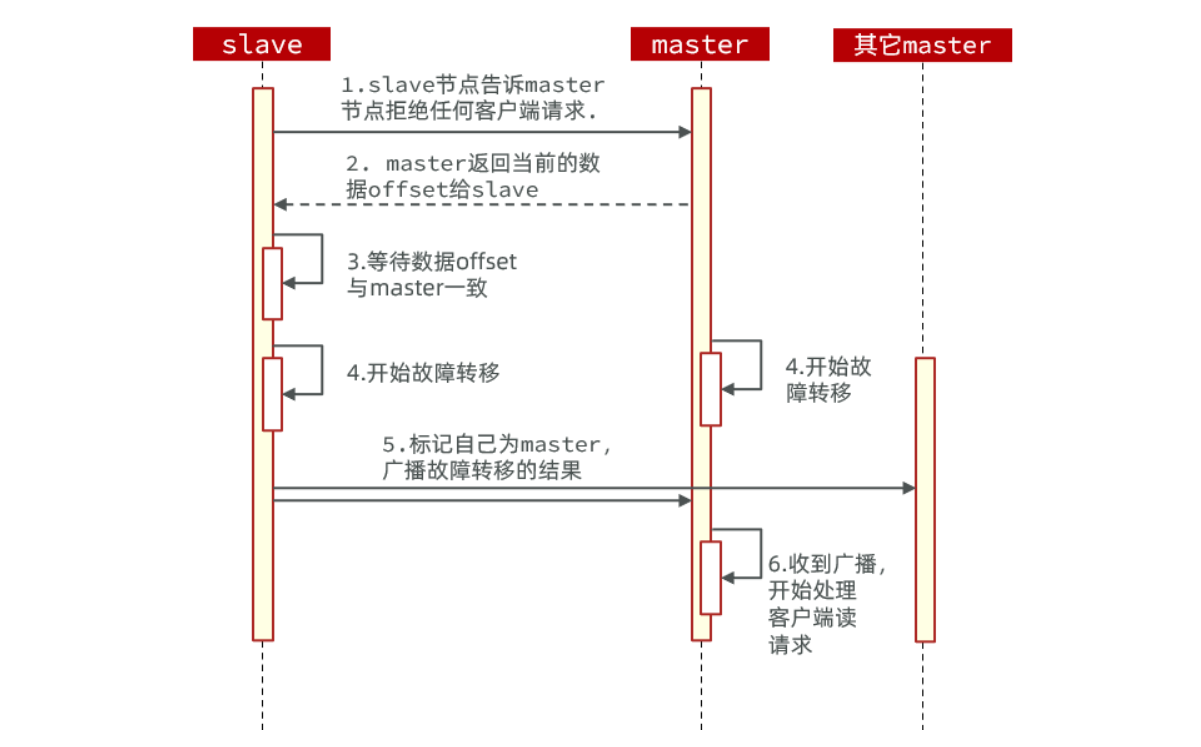 slave
master
其它master
1.slave节点告诉master
节点拒绝任何客户端请求.
2. master返回当前的数
据offset给slave
3.等待数据offset
与master一致
4.开始故障转移
4.开始故
障转移
5.标记自己为master,
广播故障转移的结果
6.收到广播,
开始处理
客户端读
请求